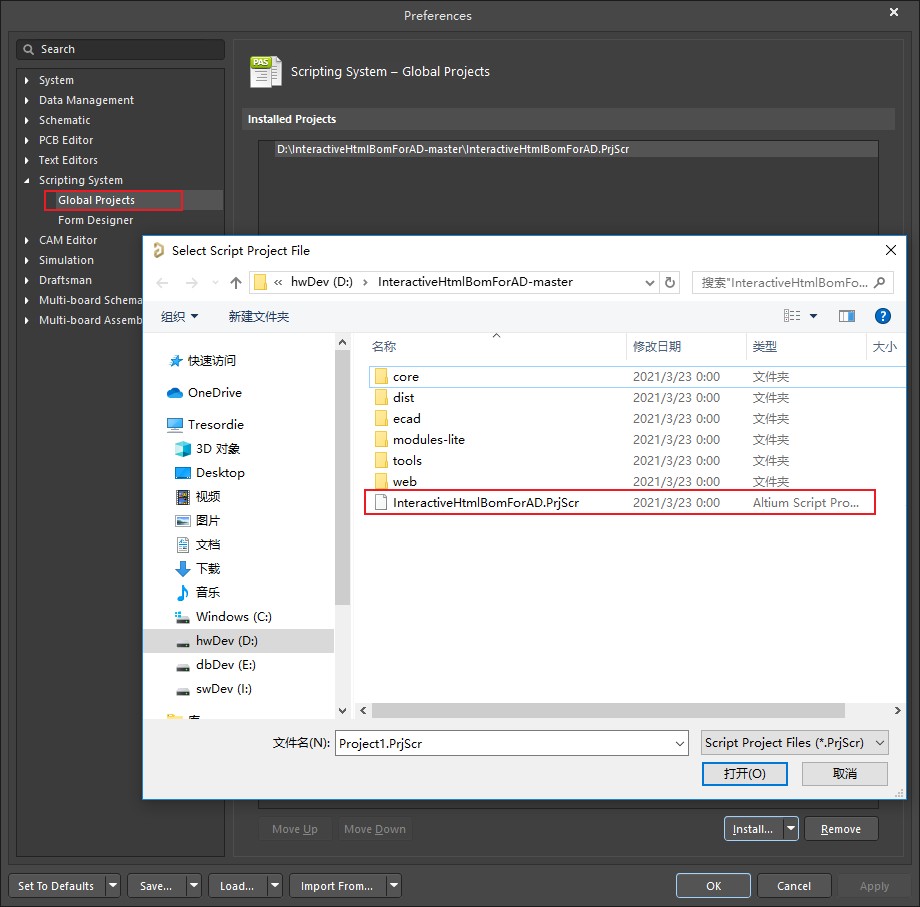 Preferences
Search
System
Data Management
Schematic
PCB Editor
Text Editors
Scripting System
Global Projects
Form Designer
CAM Editor
Simulation
Draftsman
Multi-board Schema
Multi-board Assemb
PAS
Scripting System – Global Projects
Installed Projects
D:\InteractiveHtmlBomForAD-master\InteractiveHtmlBomForAD.PrjScr
Select Script Project File
« hwDev (D:) › InteractiveHtmlBomForAD-master
搜索"InteractiveHtmlBomFo...
组织 新建文件夹
快速访问
OneDrive
Tresordie
3D 对象
Desktop
视频
图片
文档
下载
音乐
Windows (C:)
hwDev (D:)
dbDev (E:)
swDev (I:)
名称 修改日期 类型 大小
core 2021/3/23 0:00 文件夹
dist 2021/3/23 0:00 文件夹
ecad 2021/3/23 0:00 文件夹
modules-lite 2021/3/23 0:00 文件夹
tools 2021/3/23 0:00 文件夹
web 2021/3/23 0:00 文件夹
InteractiveHtmlBomForAD.PrjScr 2021/3/23 0:00 Altium Script Pro...
文件名(N): Project1.PrjScr Script Project Files (*.PrjScr)
打开(O) 取消
Move Up Move Down Install... Remove
Set To Defaults Save... Load... Import From... OK Cancel Apply